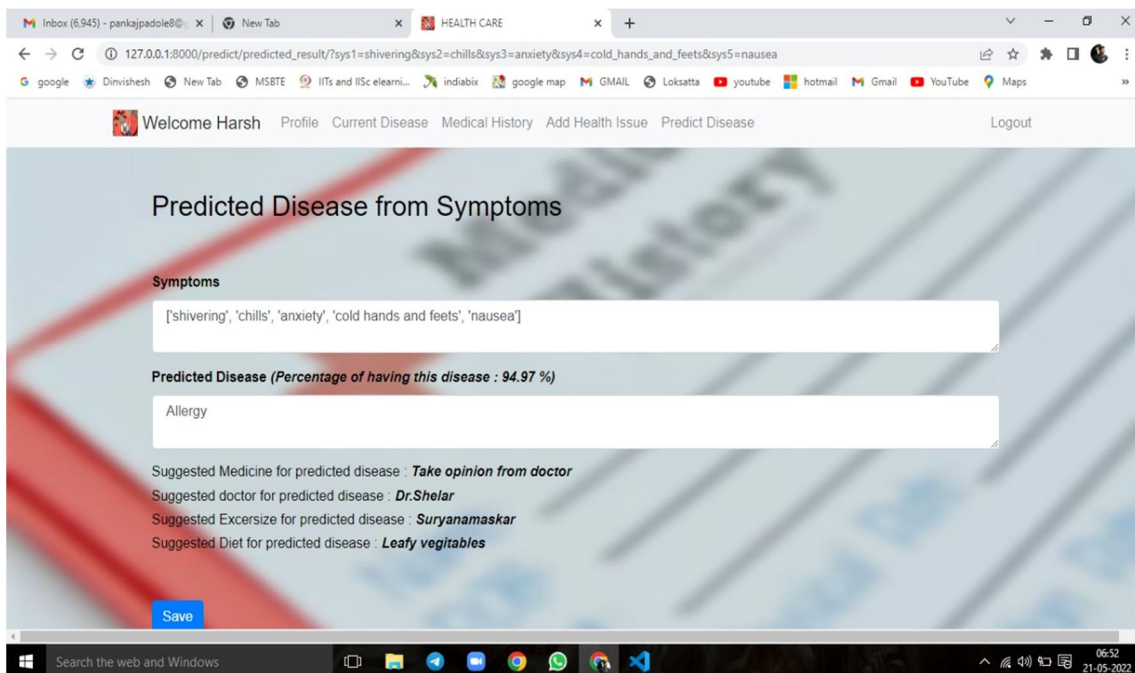 Inbox (6,945) - pankajpadole8@g
New Tab
HEALTH CARE
127.0.0.1:8000/predict/predicted_result/?sys1=shivering&sys2=chills&sys3=anxiety&sys4=cold_hands_and_feets&sys5=nausea
google Dinvishesh New Tab MSBTE IITs and IISc elearni... indiabix google map GMAIL Loksatta youtube hotmail Gmail YouTube Maps
Welcome Harsh Profile Current Disease Medical History Add Health Issue Predict Disease Logout
Medical
History
Predicted Disease from Symptoms
Symptoms
['shivering', 'chills', 'anxiety', 'cold hands and feets', 'nausea']
Predicted Disease (Percentage of having this disease : 94.97 %)
Allergy
Suggested Medicine for predicted disease : Take opinion from doctor
Suggested doctor for predicted disease : Dr.Shelar
Suggested Excersize for predicted disease : Suryanamaskar
Suggested Diet for predicted disease : Leafy vegitables
Save
Search the web and Windows
06:52
21-05-2022